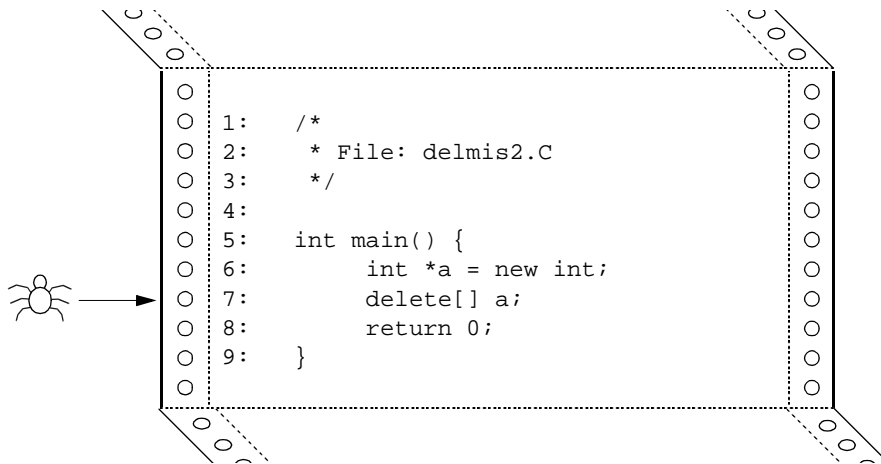 1: /*
2: * File: delmis2.C
3: */
4:
5: int main() {
6: int *a = new int;
7: delete[] a;
8: return 0;
9: }